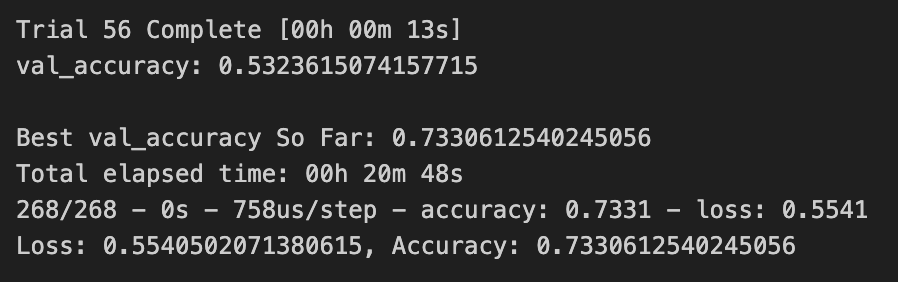 Trial 56 Complete [00h 00m 13s]
val_accuracy: 0.5323615074157715
Best val_accuracy So Far: 0.7330612540245056
Total elapsed time: 00h 20m 48s
268/268 - 0s - 758us/step - accuracy: 0.7331 - loss: 0.5541
Loss: 0.5540502071380615, Accuracy: 0.7330612540245056